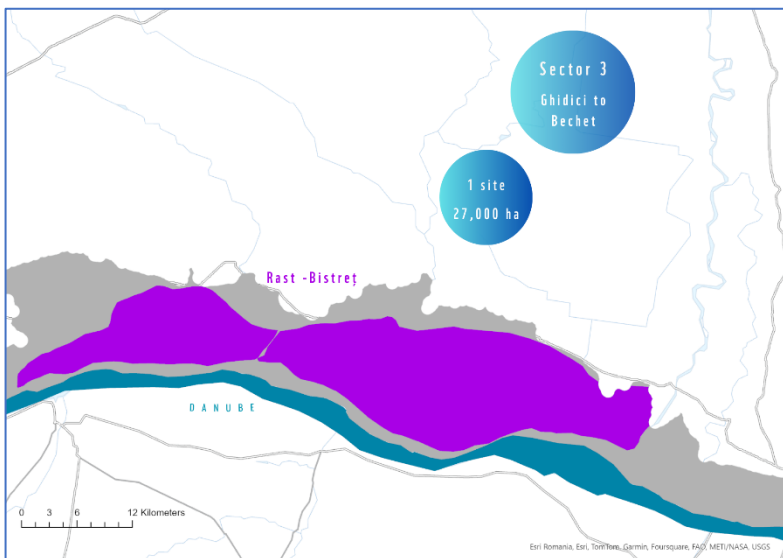 Sector 3
Ghidici to
Bechet
1 site
27,000 ha
Rast -Bistreț
DANUBE
0 3 6 12 Kilometers
Esri Romania, Esri, TomTom, Garmin, Foursquare, FAO, METI/NASA, USGS